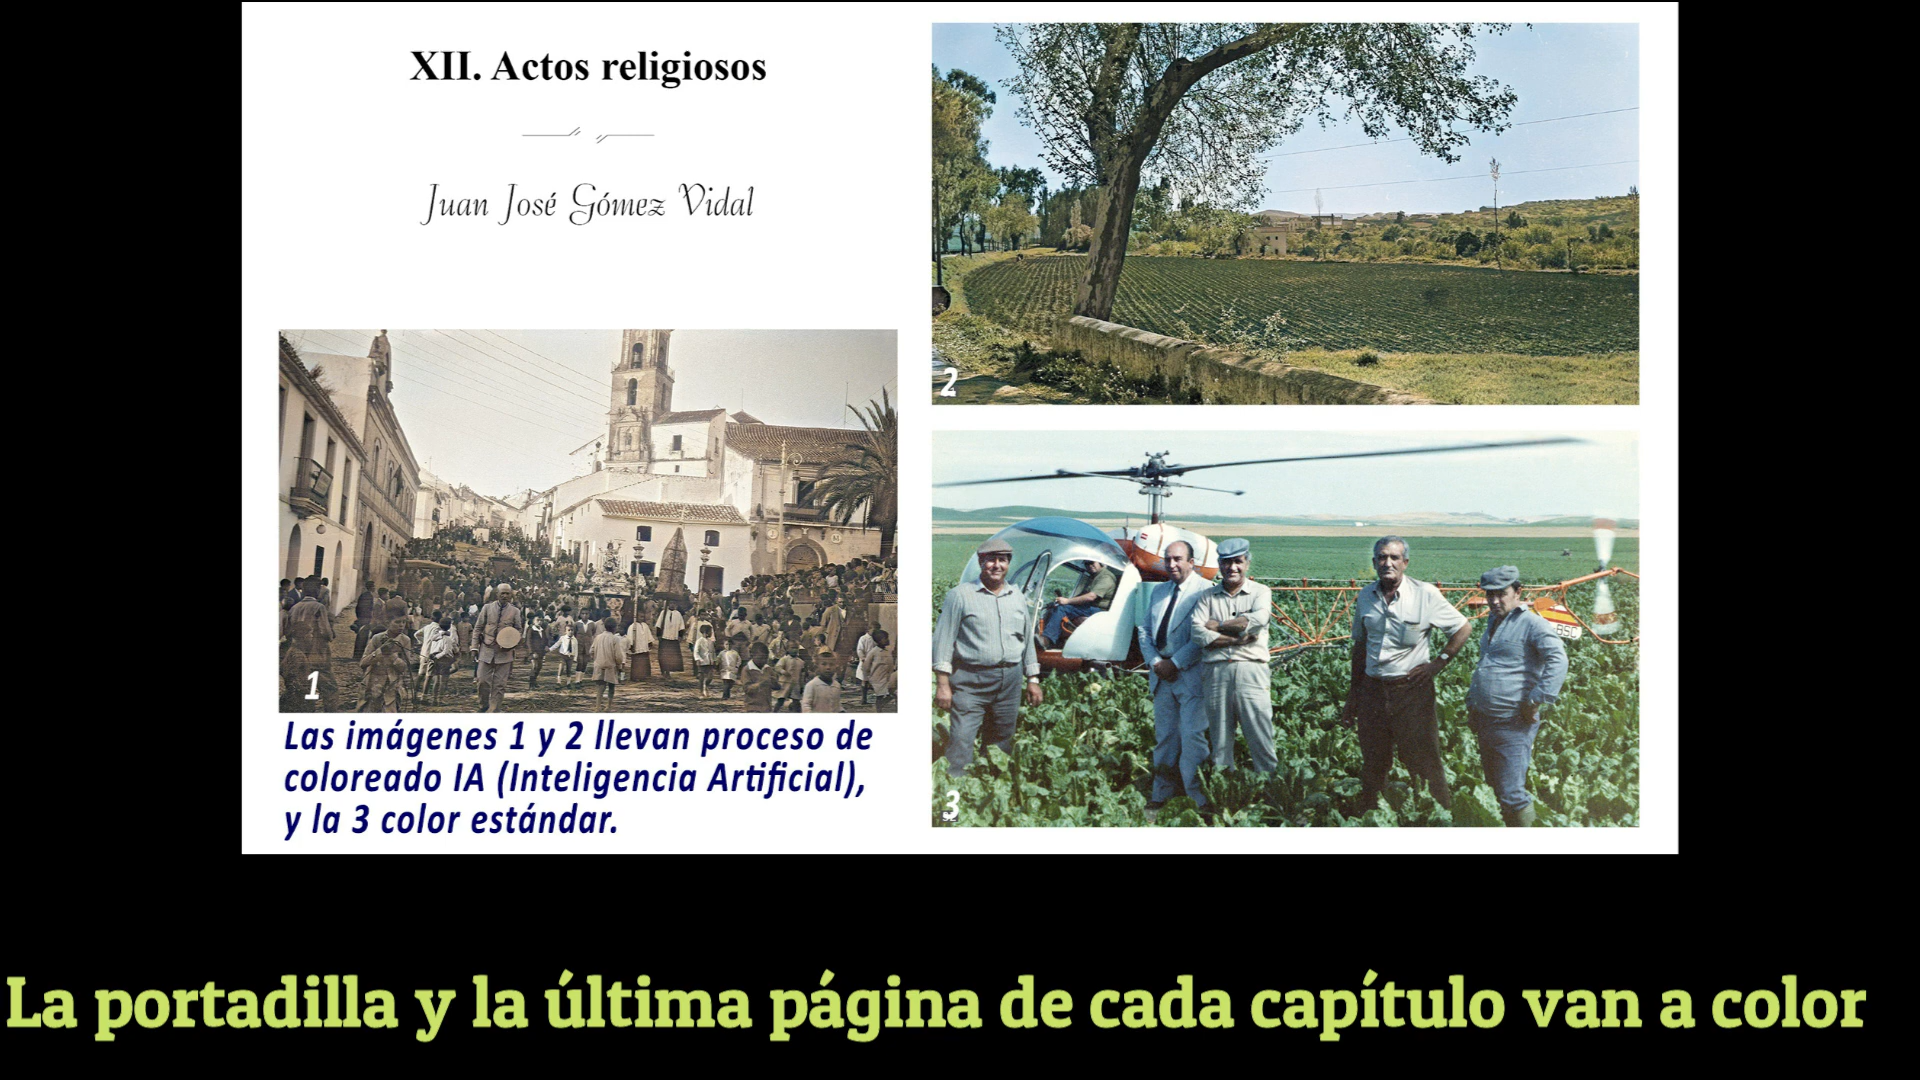 XII. Actos religiosos
Juan José Gómez Vidal
1
Las imágenes 1 y 2 llevan proceso de
coloreado IA (Inteligencia Artificial),
y la 3 color estándar.
2
3
BSC
La portadilla y la última página de cada capítulo van a color